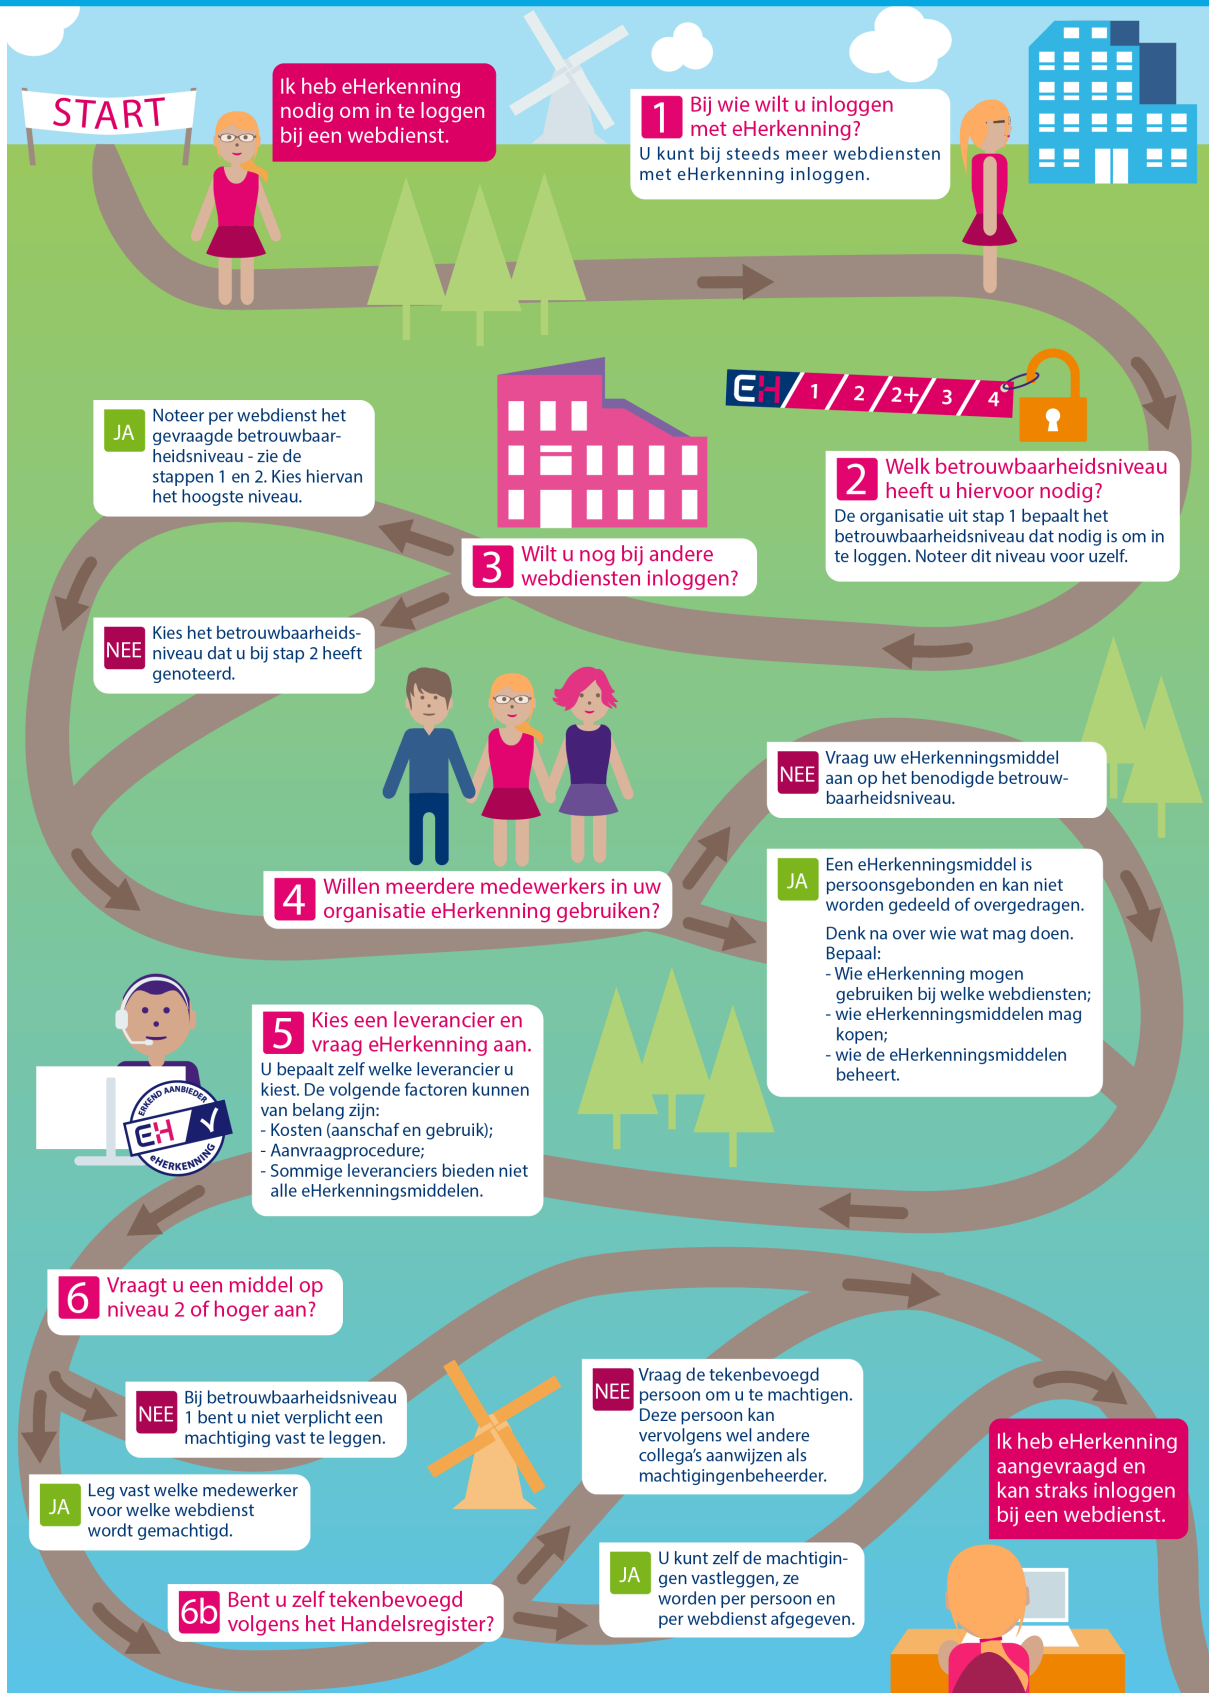 START
Ik heb eHerkenning
nodig om in te loggen
bij een webdienst.
1
Bij wie wilt u inloggen
met eHerkenning?
U kunt bij steeds meer webdiensten
met eHerkenning inloggen.
EH 1 2 2+ 3 4
2
Welk betrouwbaarheidsniveau
heeft u hiervoor nodig?
De organisatie uit stap 1 bepaalt het
betrouwbaarheidsniveau dat nodig is om in
te loggen. Noteer dit niveau voor uzelf.
3
Wilt u nog bij andere
webdiensten inloggen?
JA
Noteer per webdienst het
gevraagde betrouwbaar-
heidsniveau - zie de
stappen 1 en 2. Kies hiervan
het hoogste niveau.
NEE
Kies het betrouwbaarheids-
niveau dat u bij stap 2 heeft
genoteerd.
4
Willen meerdere medewerkers in uw
organisatie eHerkenning gebruiken?
NEE
Vraag uw eHerkenningsmiddel
aan op het benodigde betrouw-
baarheidsniveau.
JA
Een eHerkenningsmiddel is
persoonsgebonden en kan niet
worden gedeeld of overgedragen.
Denk na over wie wat mag doen.
Bepaal:
- Wie eHerkenning mogen
gebruiken bij welke webdiensten;
- wie eHerkenningsmiddelen mag
kopen;
- wie de eHerkenningsmiddelen
beheert.
ERKEND AANBIEDER
EH
eHERKENNING
5
Kies een leverancier en
vraag eHerkenning aan.
U bepaalt zelf welke leverancier u
kiest. De volgende factoren kunnen
van belang zijn:
- Kosten (aanschaf en gebruik);
- Aanvraagprocedure;
- Sommige leveranciers bieden niet
alle eHerkenningsmiddelen.
6
Vraagt u een middel op
niveau 2 of hoger aan?
NEE
Bij betrouwbaarheidsniveau
1 bent u niet verplicht een
machtiging vast te leggen.
JA
Leg vast welke medewerker
voor welke webdienst
wordt gemachtigd.
6b
Bent u zelf tekenbevoegd
volgens het Handelsregister?
NEE
Vraag de tekenbevoegd
persoon om u te machtigen.
Deze persoon kan
vervolgens wel andere
collega's aanwijzen als
machtigingenbeheerder.
JA
U kunt zelf de machtigin-
gen vastleggen, ze
worden per persoon en
per webdienst afgegeven.
Ik heb eHerkenning
aangevraagd en
kan straks inloggen
bij een webdienst.